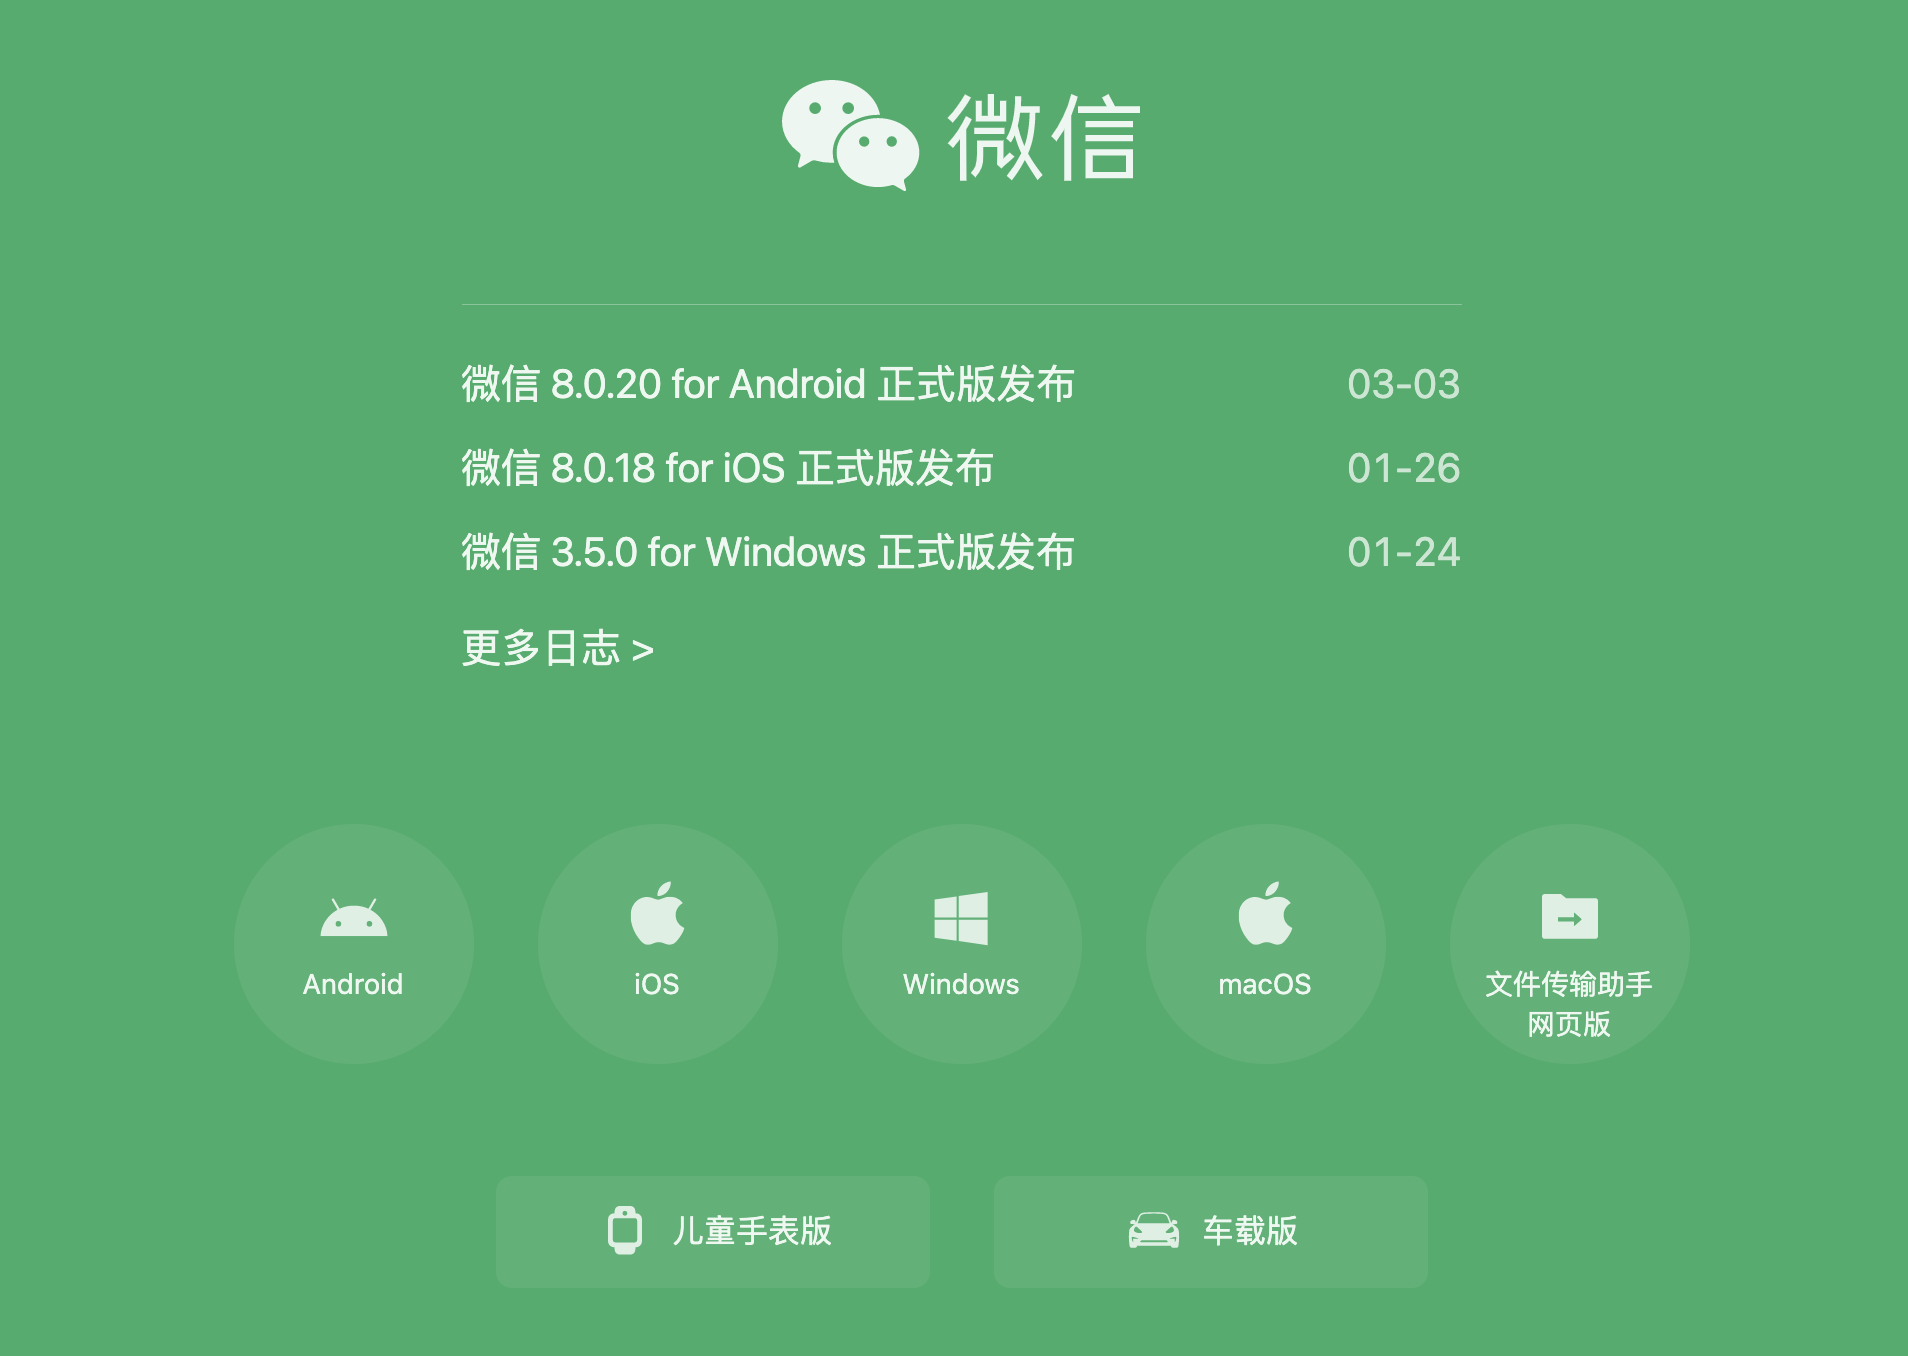 微信
微信 8.0.20 for Android 正式版发布 03-03
微信 8.0.18 for iOS 正式版发布 01-26
微信 3.5.0 for Windows 正式版发布 01-24
更多日志 >
Android
iOS
Windows
macOS
文件传输助手
网页版
儿童手表版
车载版